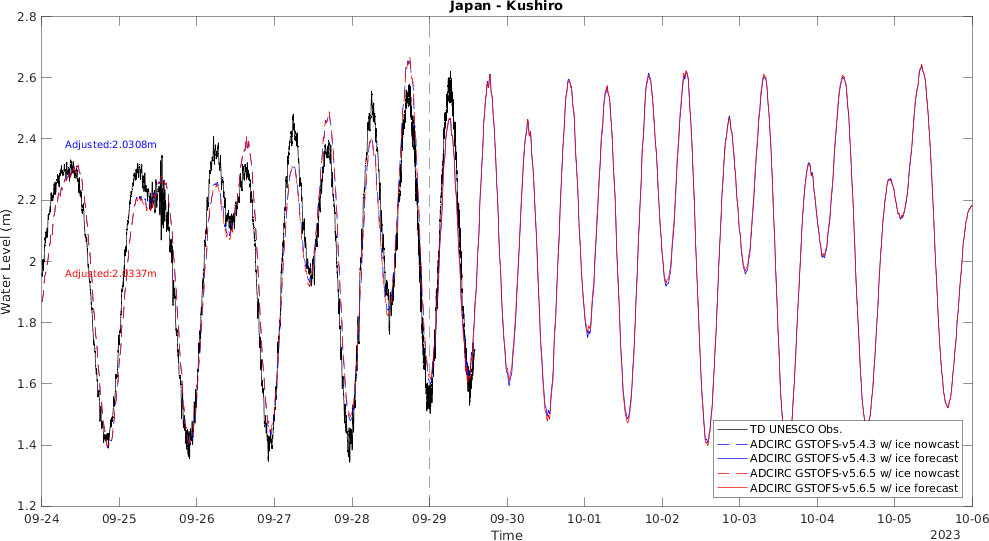 Japan - Kushiro
Water Level (m)
2.8
2.6
2.4
2.2
2
1.8
1.6
1.4
1.2
Adjusted:2.0308m
Adjusted:2.0337m
TD UNESCO Obs.
ADCIRC GSTOFS-v5.4.3 w/ ice nowcast
ADCIRC GSTOFS-v5.4.3 w/ ice forecast
ADCIRC GSTOFS-v5.6.5 w/ ice nowcast
ADCIRC GSTOFS-v5.6.5 w/ ice forecast
09-24 09-25 09-26 09-27 09-28 09-29 09-30 10-01 10-02 10-03 10-04 10-05 10-06
Time
2023